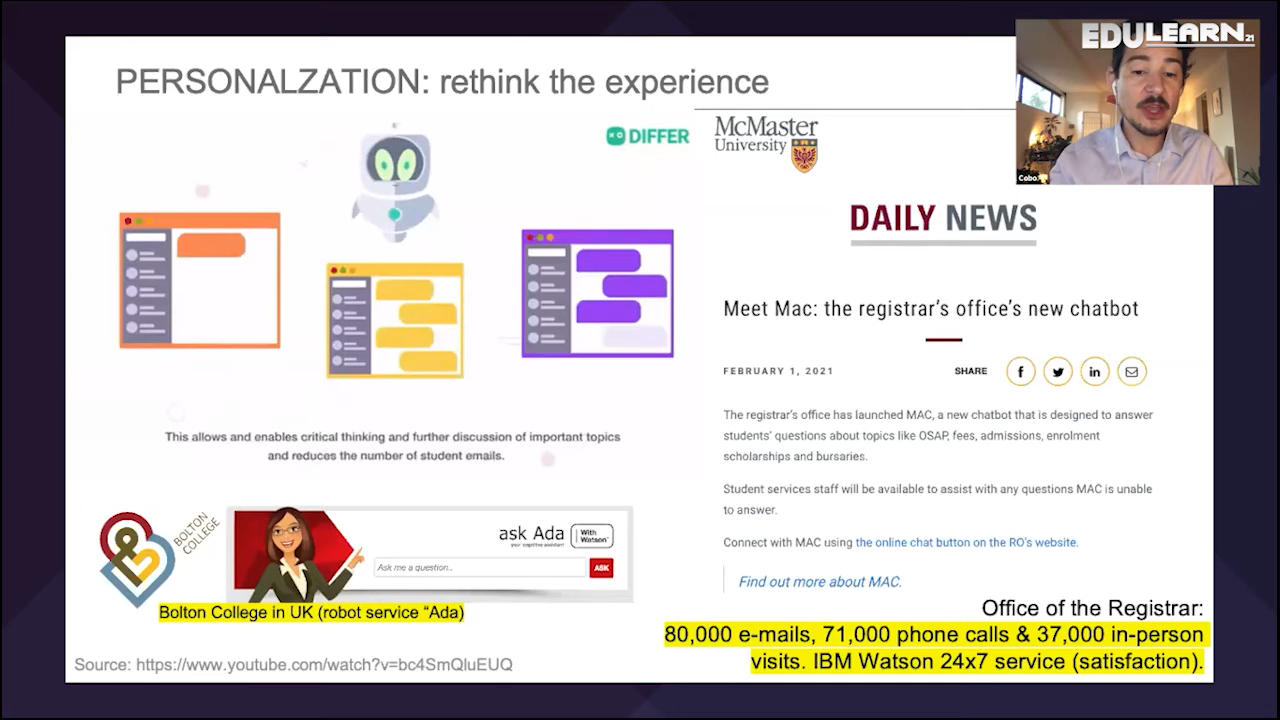 EDULEARN21
PERSONALZATION: rethink the experience
DIFFER
McMaster
University
Cobo
DAILY NEWS
Meet Mac: the registrar's office's new chatbot
FEBRUARY 1, 2021
SHARE
The registrar's office has launched MAC, a new chatbot that is designed to answer
students' questions about topics like OSAP, fees, admissions, enrolment
scholarships and bursaries.
Student services staff will be available to assist with any questions MAC is unable
to answer.
Connect with MAC using the online chat button on the RO's website.
Find out more about MAC.
This allows and enables critical thinking and further discussion of important topics
and reduces the number of student emails.
BOLTON
COLLEGE
ask Ada
your cognitive assistant
With
Watson
Ask me a question..
ASK
Bolton College in UK (robot service “Ada)
Office of the Registrar:
80,000 e-mails, 71,000 phone calls & 37,000 in-person
visits. IBM Watson 24x7 service (satisfaction).
Source: https://www.youtube.com/watch?v=bc4SmQluEUQ